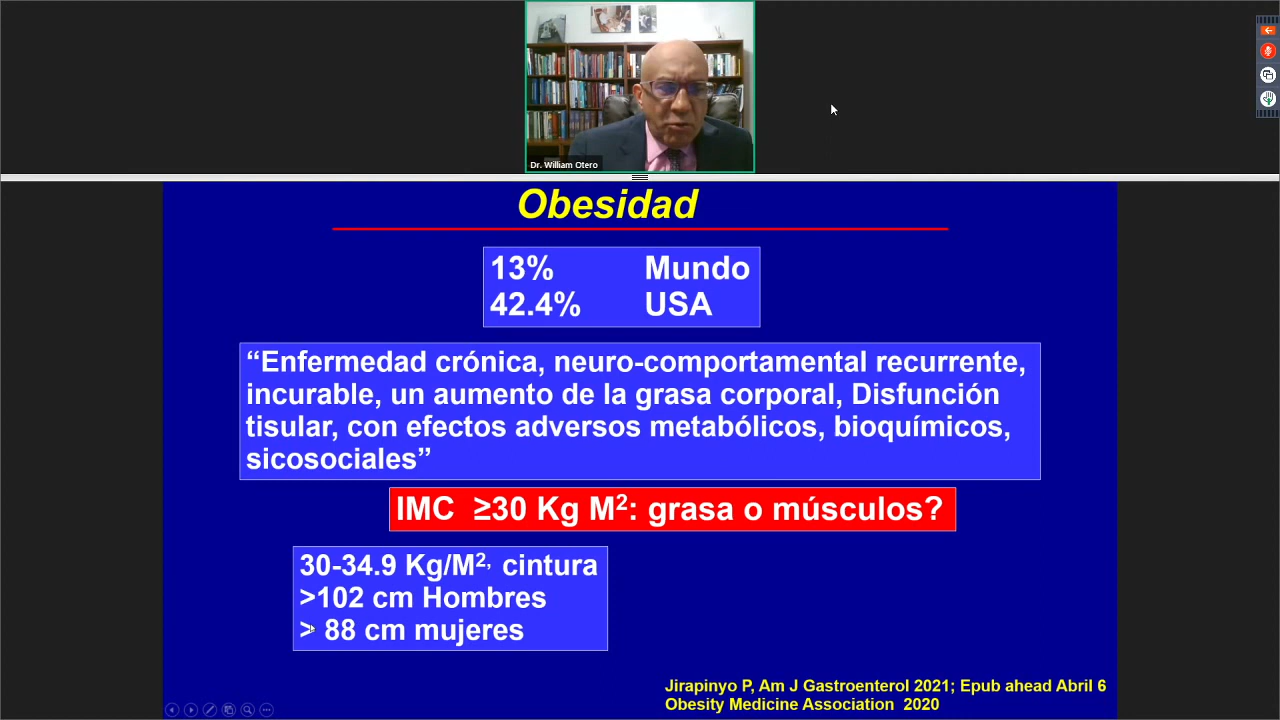 Dr. William Otero
Obesidad
13% Mundo
42.4% USA
“Enfermedad crónica, neuro-comportamental recurrente,
incurable, un aumento de la grasa corporal, Disfunción
tisular, con efectos adversos metabólicos, bioquímicos,
sicosociales”
IMC ≥30 Kg M²: grasa o músculos?
30-34.9 Kg/M², cintura
>102 cm Hombres
> 88 cm mujeres
Jirapinyo P, Am J Gastroenterol 2021; Epub ahead Abril 6
Obesity Medicine Association 2020